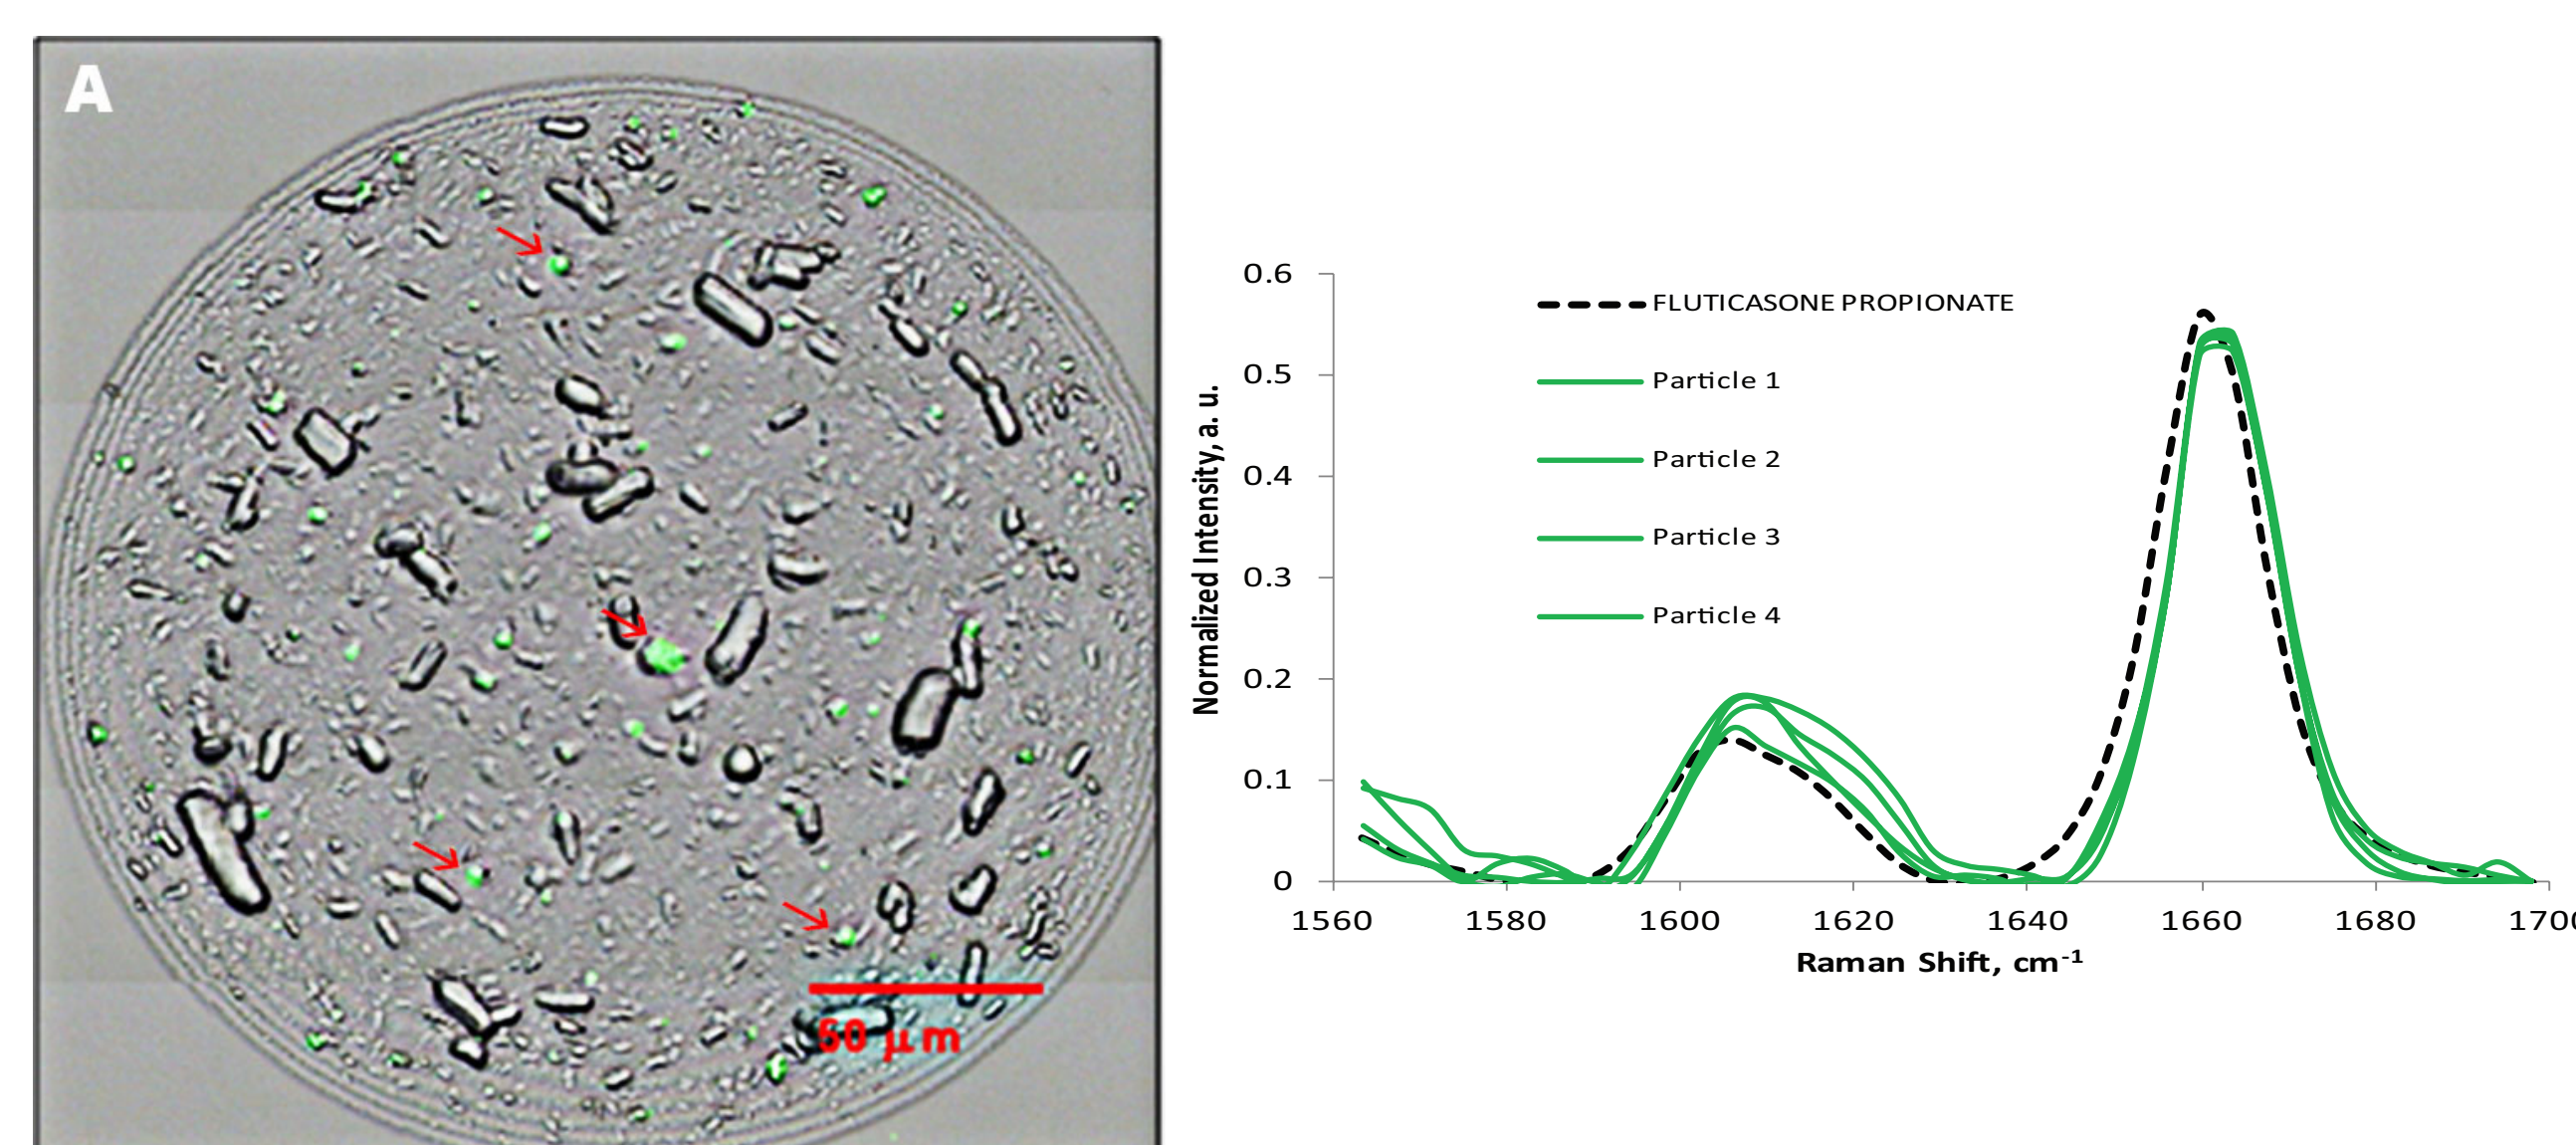 A
50 µm
0.6
0.5
0.4
0.3
0.2
0.1
0
Normalized Intensity, a. u.
FLUTICASONE PROPIONATE
Particle 1
Particle 2
Particle 3
Particle 4
1560 1580 1600 1620 1640 1660 1680
Raman Shift, cm-1